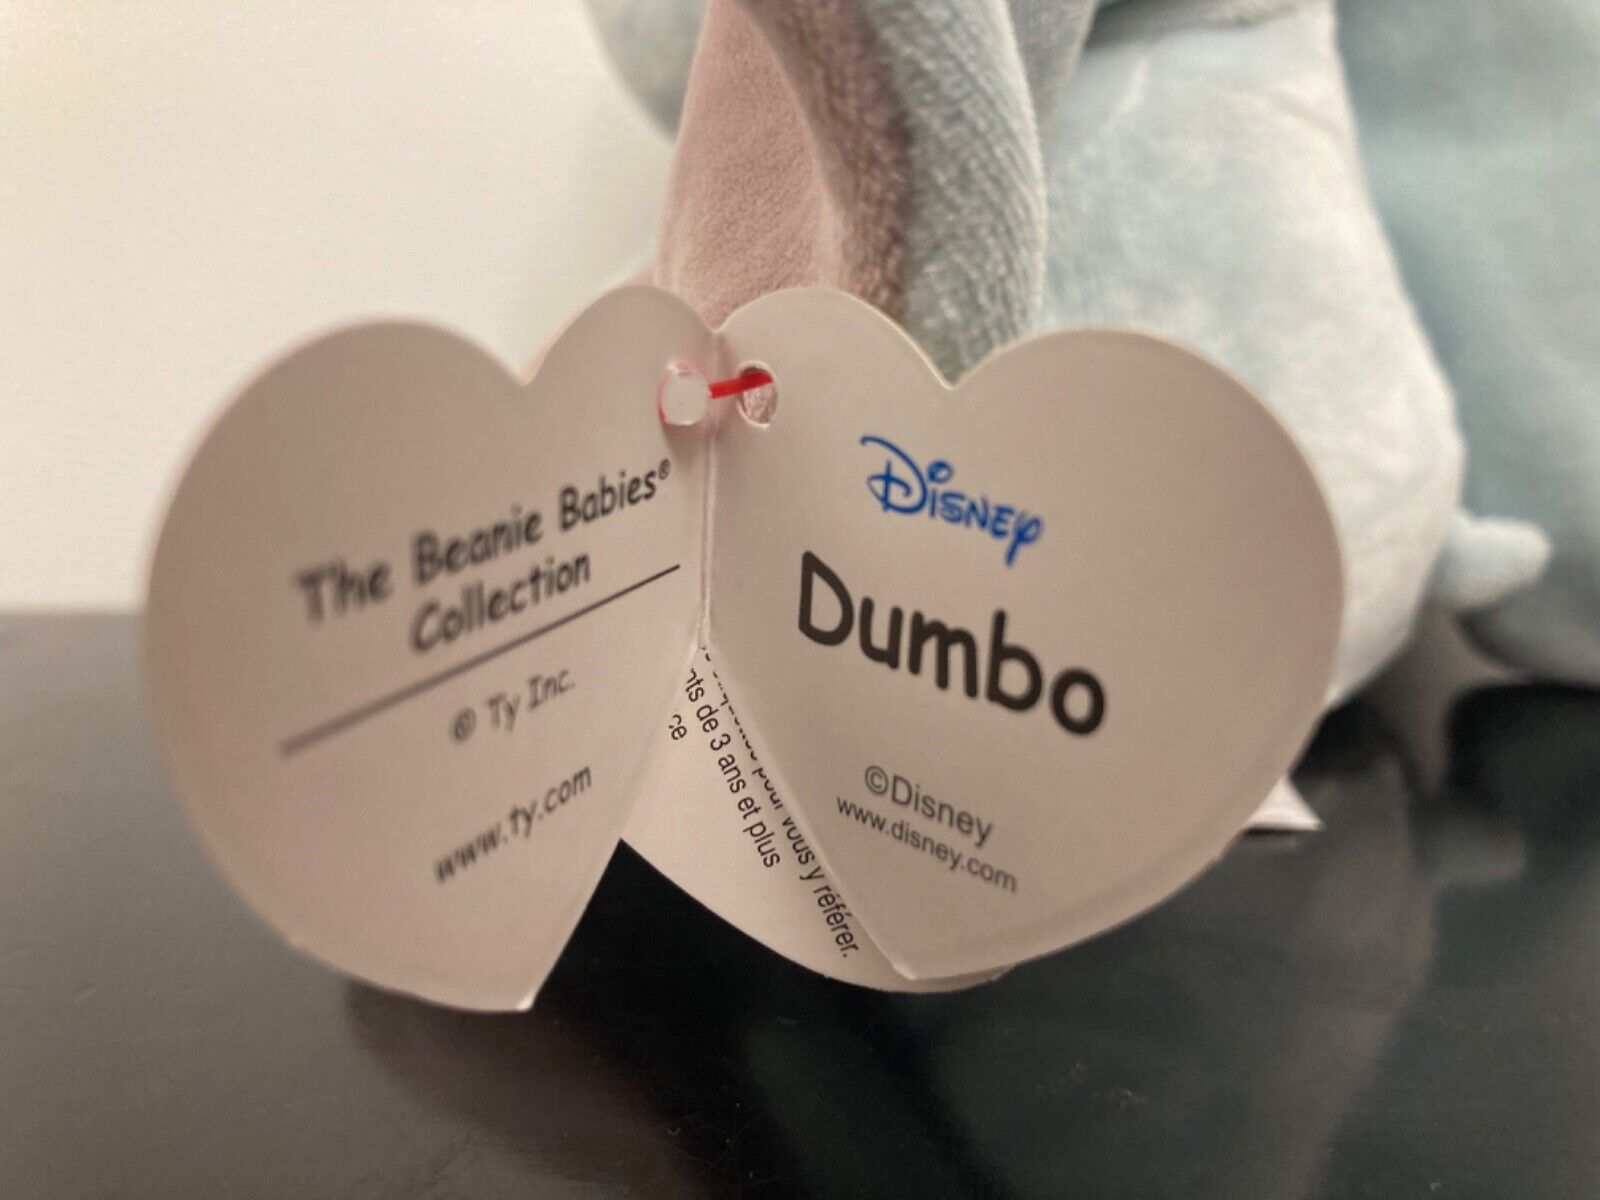 The Beanie Babies®
Collection
© Ty Inc.
www.ty.com
Disney
Dumbo
©Disney
www.disney.com
pour vous y référer.
de 3 ans et plus